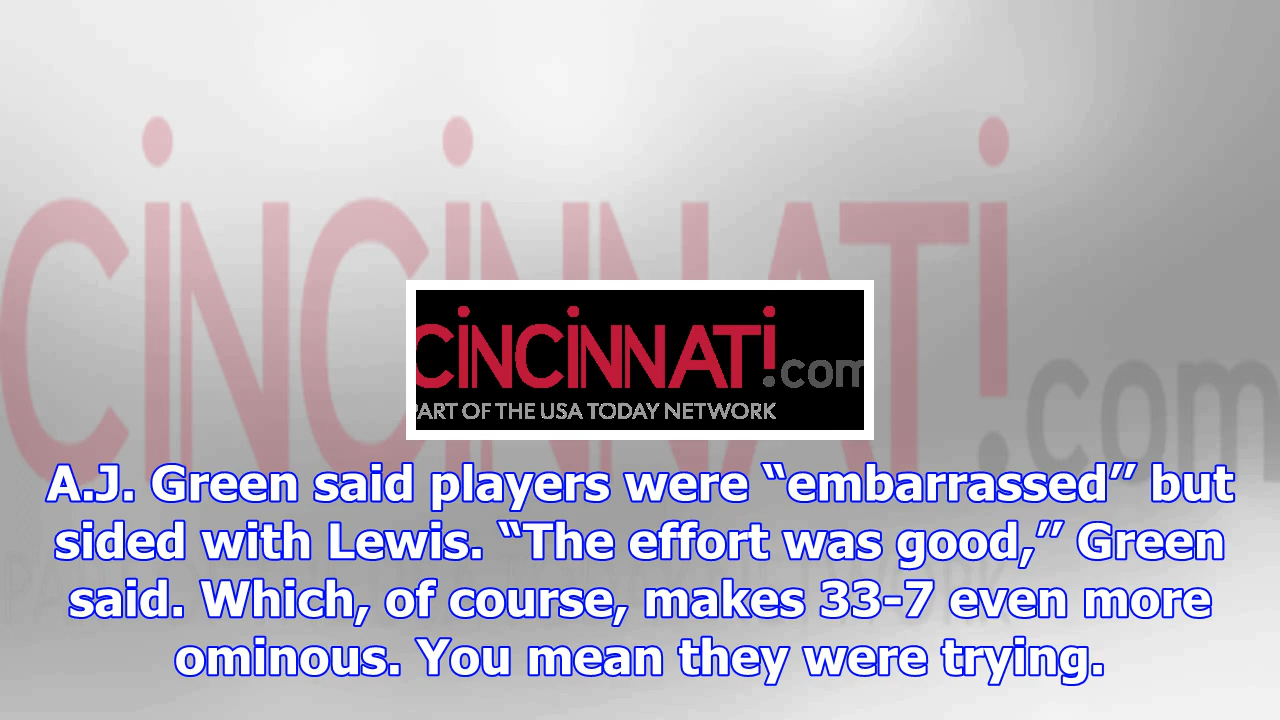 CiNCiNNATi.com
PART OF THE USA TODAY NETWORK
A.J. Green said players were “embarrassed” but
sided with Lewis. “The effort was good,” Green
said. Which, of course, makes 33-7 even more
ominous. You mean they were trying.